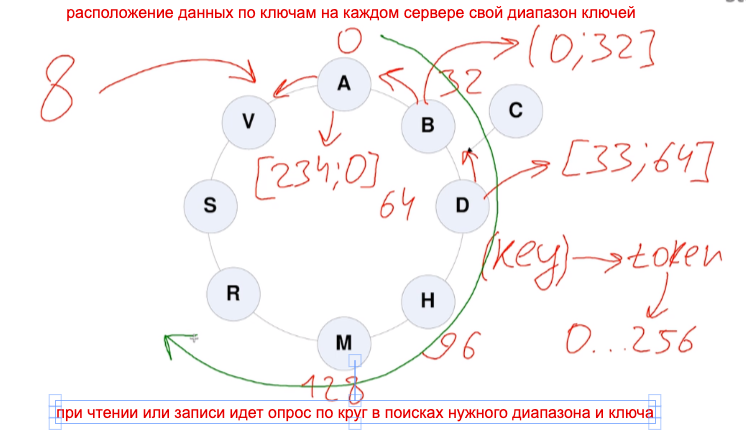 расположение данных по ключам на каждом сервере свой диапазон ключей
0
(0;32]
8
A
32
C
V
B
[234;0]
[33;64]
S
64
D
(key) → token
R
H
0...256
M
96
128
при чтении или записи идет опрос по круг в поисках нужного диапазона и ключа